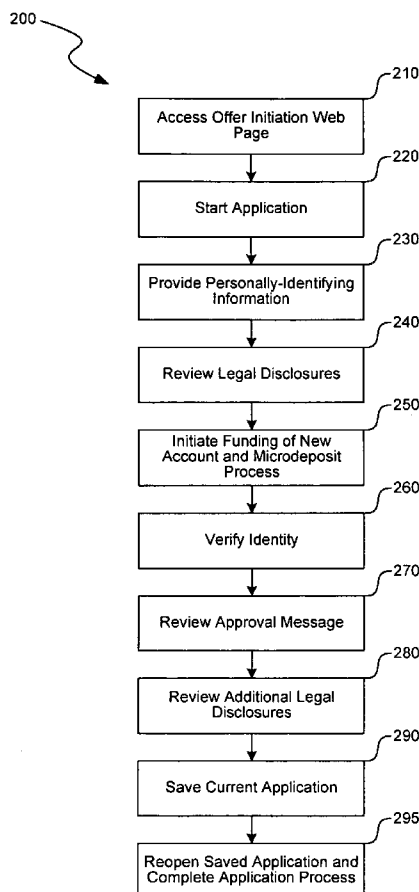 200
210
Access Offer Initiation Web
Page
220
Start Application
230
Provide Personally-Identifying
Information
240
Review Legal Disclosures
250
Initiate Funding of New
Account and Microdeposit
Process
260
Verify Identity
270
Review Approval Message
280
Review Additional Legal
Disclosures
290
Save Current Application
295
Reopen Saved Application and
Complete Application Process